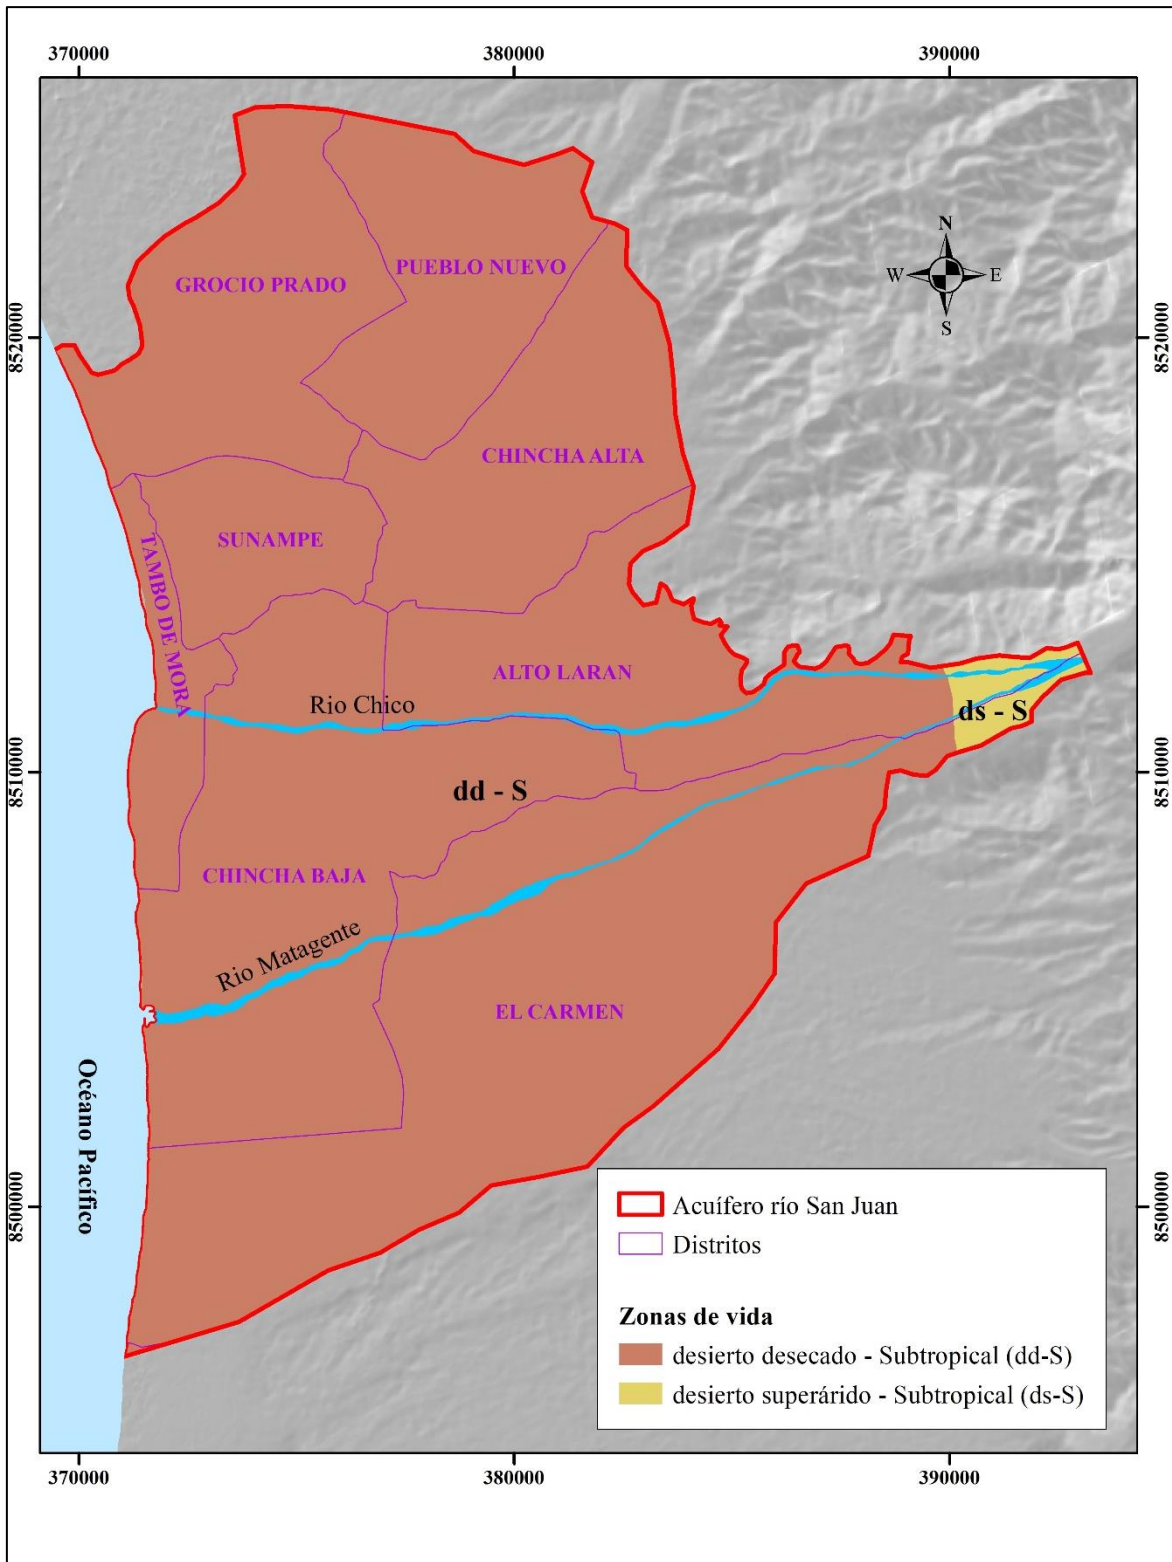 370000
380000
390000
N
W
E
S
PUEBLO NUEVO
GROCIO PRADO
8520000
8520000
CHINCHA ALTA
SUNAMPE
TAMBO DE MORA
ALTO LARAN
Rio Chico
ds - S
8510000
8510000
dd - S
CHINCHA BAJA
Rio Matagente
EL CARMEN
Océano Pacífico
8500000
8500000
Acuífero río San Juan
Distritos
Zonas de vida
desierto desecado - Subtropical (dd-S)
desierto superárido - Subtropical (ds-S)
370000
380000
390000